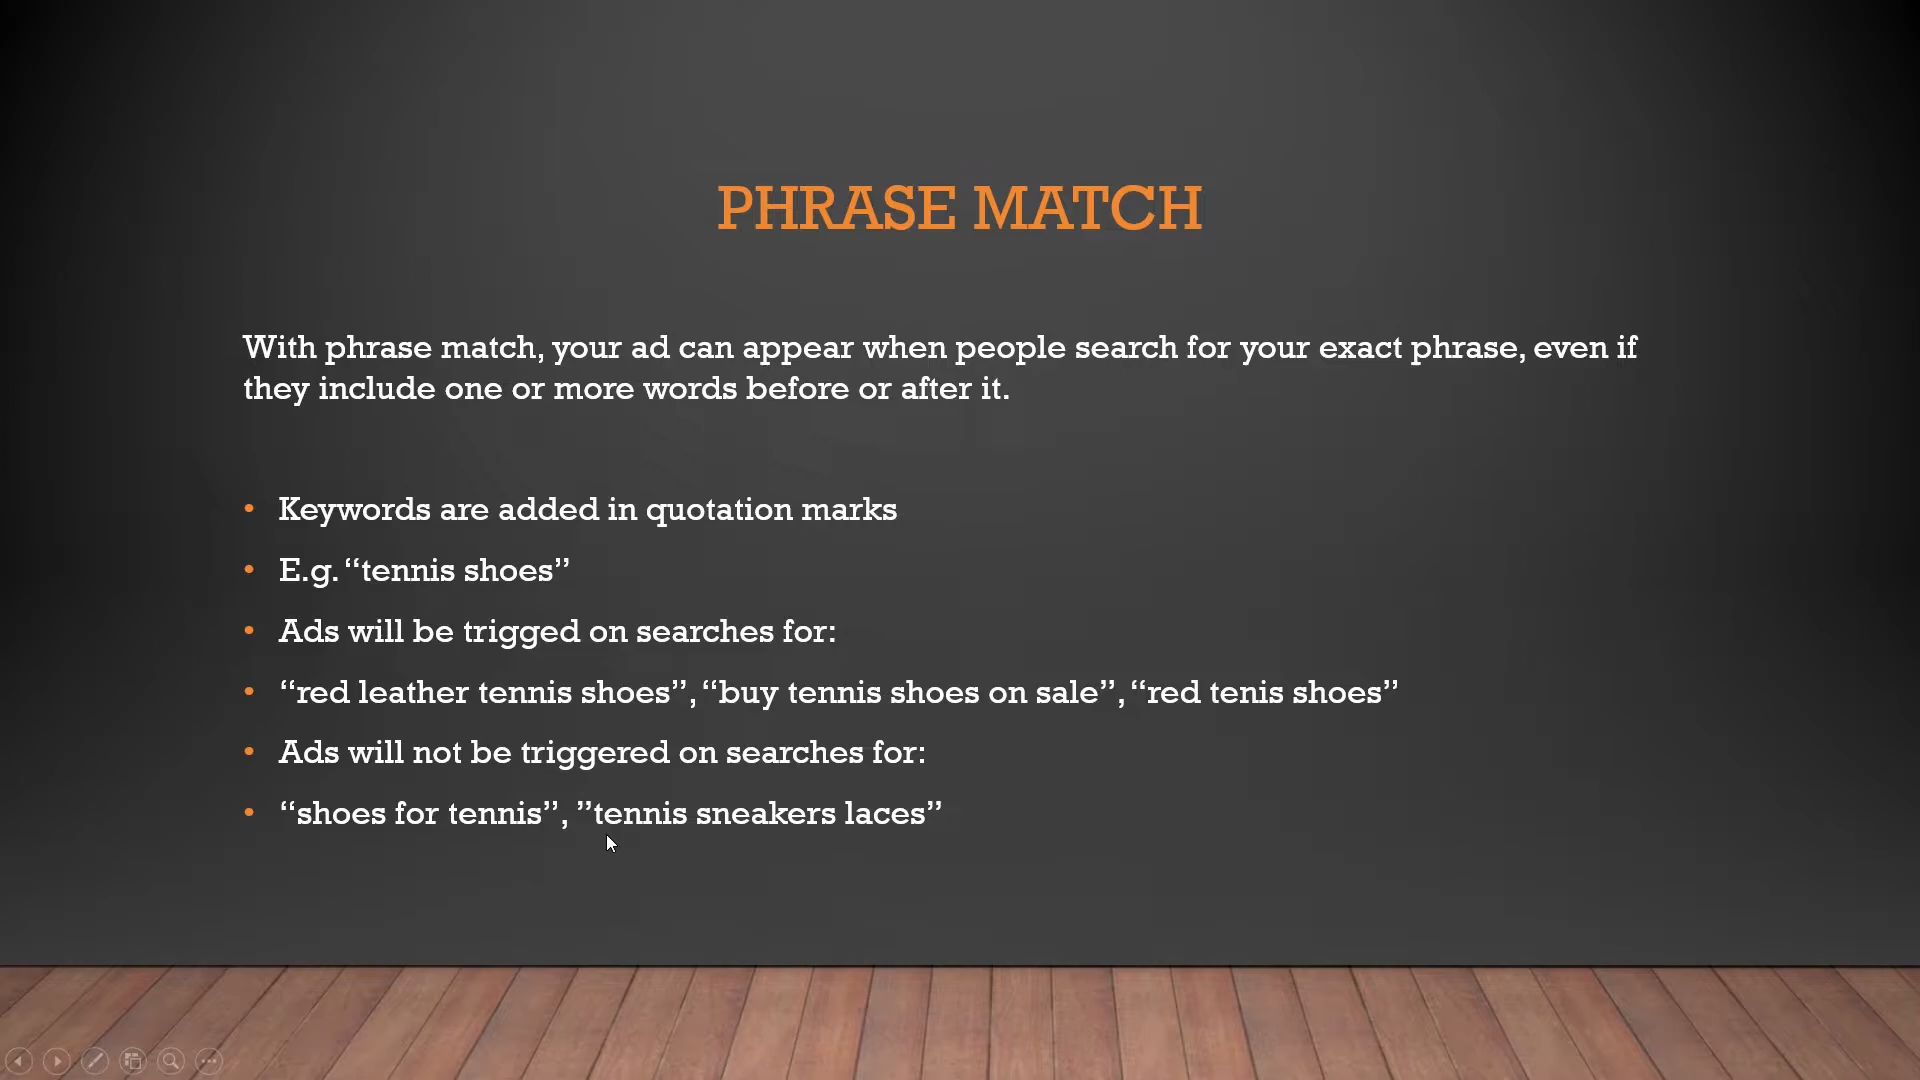 PHRASE MATCH
With phrase match, your ad can appear when people search for your exact phrase, even if
they include one or more words before or after it.
• Keywords are added in quotation marks
• E.g. “tennis shoes”
• Ads will be trigged on searches for:
• “red leather tennis shoes”, “buy tennis shoes on sale”, “red tenis shoes”
• Ads will not be triggered on searches for:
• “shoes for tennis”, ”tennis sneakers laces”